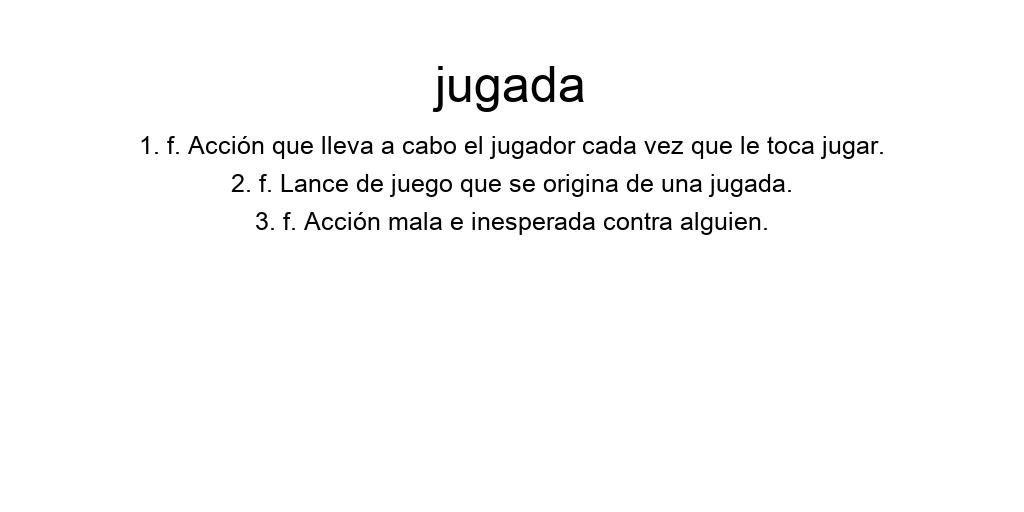 jugada
1. f. Acción que lleva a cabo el jugador cada vez que le toca jugar.
2. f. Lance de juego que se origina de una jugada.
3. f. Acción mala e inesperada contra alguien.